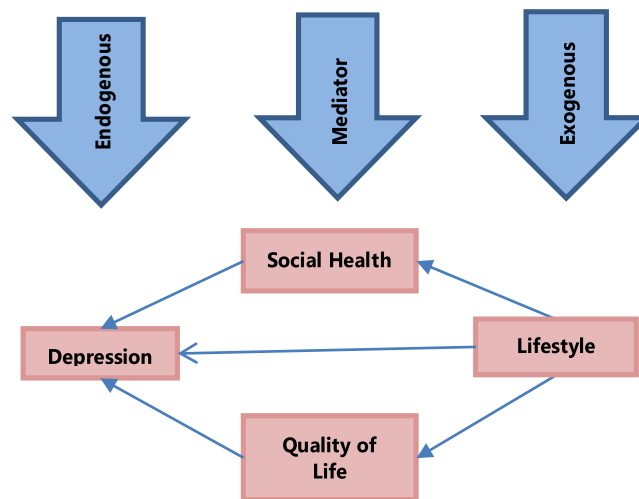 Endogenous
Mediator
Exogenous
Social Health
Depression
Lifestyle
Quality of
Life